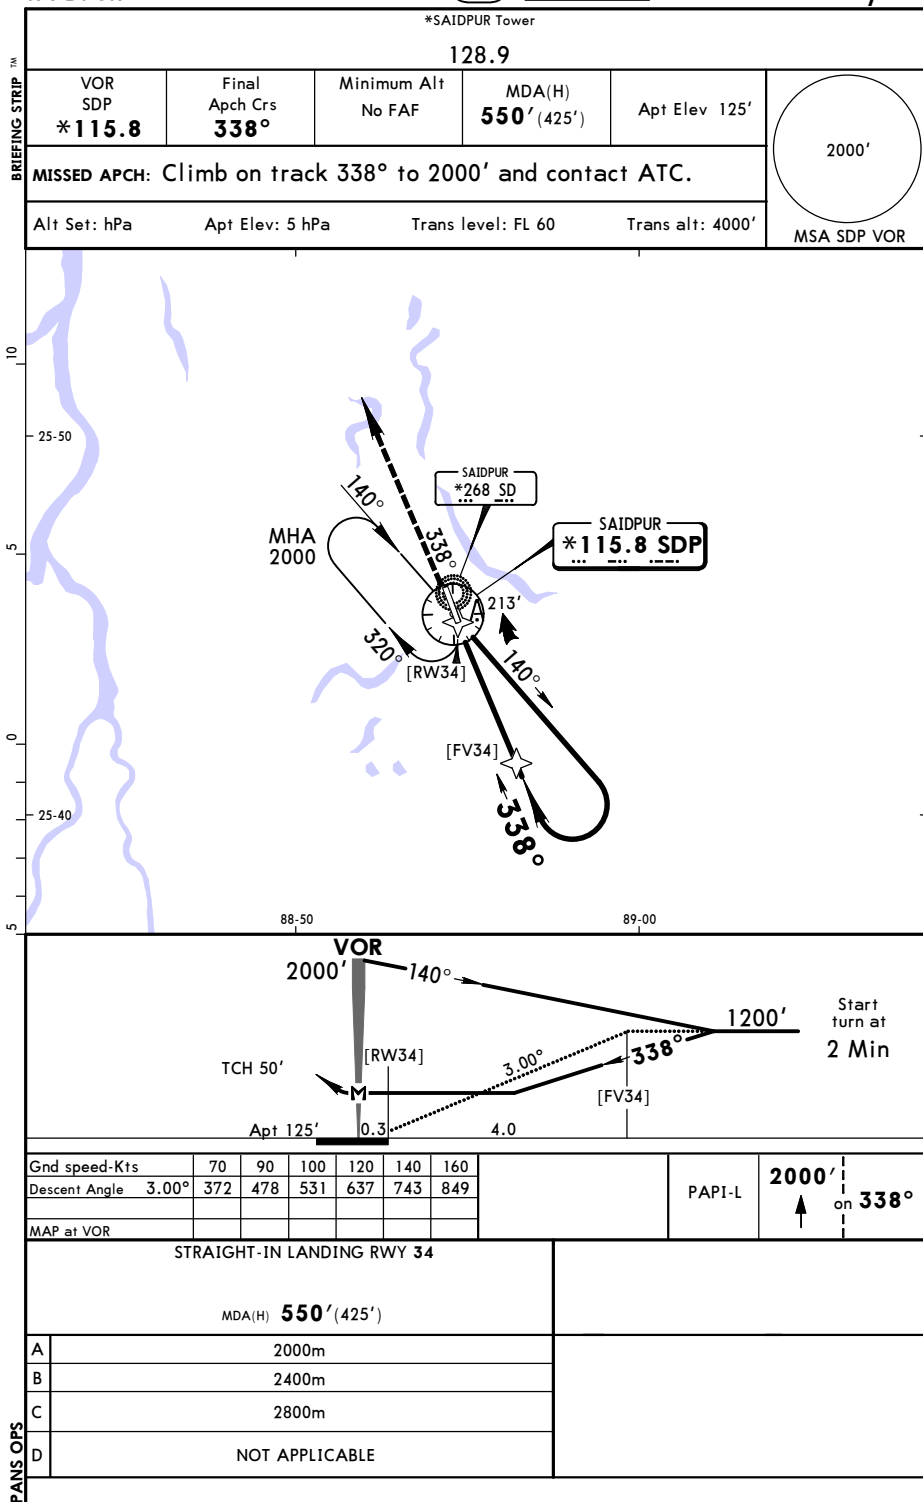 *SAIDPUR Tower
128.9
BRIEFING STRIP TM
VOR
SDP
*115.8
Final
Apch Crs
338°
Minimum Alt
No FAF
MDA(H)
550'(425')
Apt Elev 125'
2000'
MSA SDP VOR
MISSED APCH: Climb on track 338° to 2000' and contact ATC.
Alt Set: hPa Apt Elev: 5 hPa Trans level: FL 60 Trans alt: 4000'
10
25-50
5
0
25-40
5
88-50
89-00
140°
338°
SAIDPUR
*268 SD
SAIDPUR
*115.8 SDP
MHA
2000
213'
320°
[RW34]
140°
[FV34]
338°
VOR
2000'
140°
1200'
Start
turn at
2 Min
[RW34]
TCH 50'
3.00°
338°
[FV34]
M
Apt 125'
0.3
4.0
Gnd speed-Kts 70 90 100 120 140 160
Descent Angle 3.00° 372 478 531 637 743 849
MAP at VOR
PAPI-L
2000'
on 338°
STRAIGHT-IN LANDING RWY 34
MDA(H) 550'(425')
A 2000m
B 2400m
C 2800m
D NOT APPLICABLE
PANS OPS